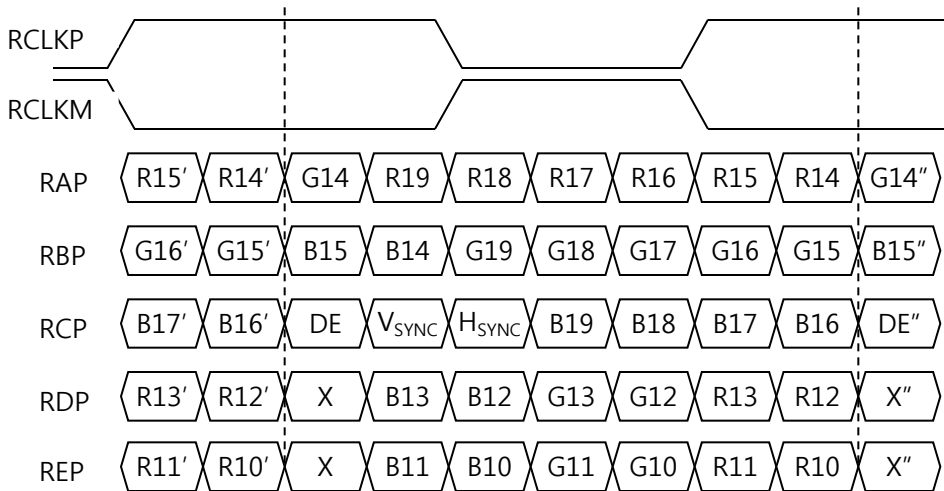 RCLKP
RCLKM
RAP R15′ R14′ G14 R19 R18 R17 R16 R15 R14 G14″
RBP G16′ G15′ B15 B14 G19 G18 G17 G16 G15 B15″
RCP B17′ B16′ DE VSYNC HSYNC B19 B18 B17 B16 DE″
RDP R13′ R12′ X B13 B12 G13 G12 R13 R12 X″
REP R11′ R10′ X B11 B10 G11 G10 R11 R10 X″